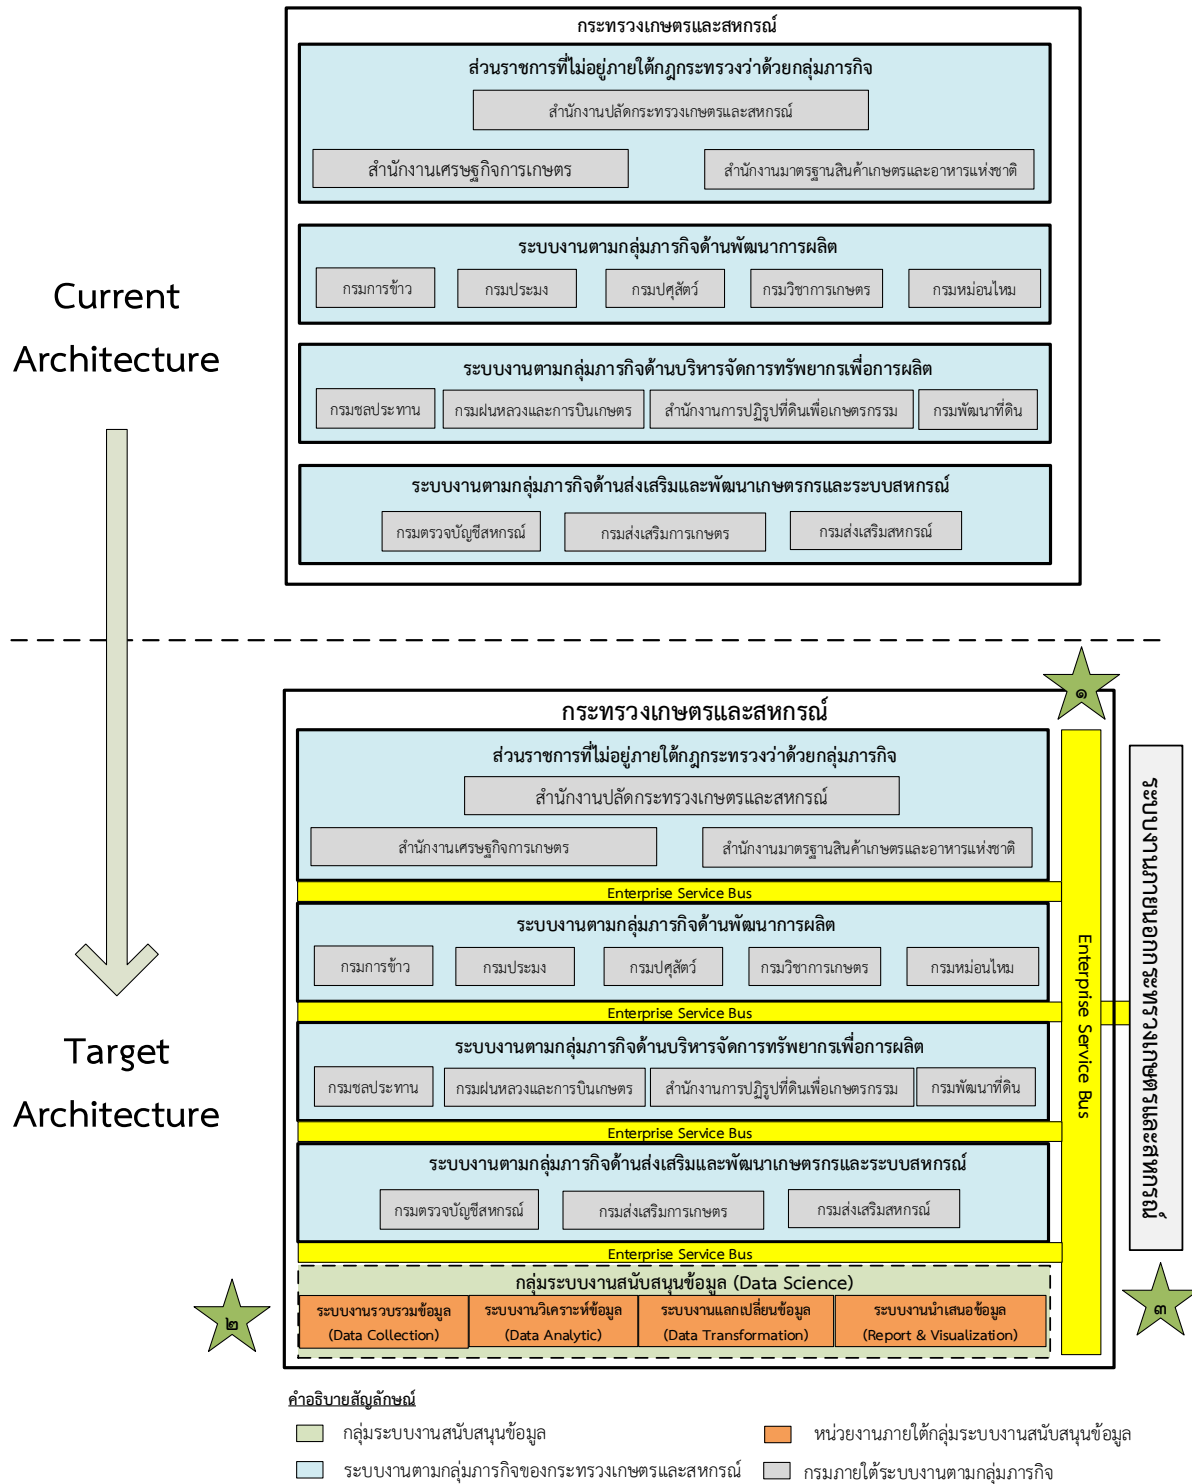 กระทรวงเกษตรและสหกรณ์
ส่วนราชการที่ไม่อยู่ภายใต้กฎกระทรวงว่าด้วยกลุ่มภารกิจ
สำนักงานปลัดกระทรวงเกษตรและสหกรณ์
สำนักงานเศรษฐกิจการเกษตร
สำนักงานมาตรฐานสินค้าเกษตรและอาหารแห่งชาติ
ระบบงานตามกลุ่มภารกิจด้านพัฒนาการผลิต
กรมการข้าว
กรมประมง
กรมปศุสัตว์
กรมวิชาการเกษตร
กรมหม่อนไหม
Current
Architecture
ระบบงานตามกลุ่มภารกิจด้านบริหารจัดการทรัพยากรเพื่อการผลิต
กรมชลประทาน
กรมฝนหลวงและการบินเกษตร
สำนักงานการปฏิรูปที่ดินเพื่อเกษตรกรรม
กรมพัฒนาที่ดิน
ระบบงานตามกลุ่มภารกิจด้านส่งเสริมและพัฒนาเกษตรกรและระบบสหกรณ์
กรมตรวจบัญชีสหกรณ์
กรมส่งเสริมการเกษตร
กรมส่งเสริมสหกรณ์
๑
กระทรวงเกษตรและสหกรณ์
ส่วนราชการที่ไม่อยู่ภายใต้กฎกระทรวงว่าด้วยกลุ่มภารกิจ
สำนักงานปลัดกระทรวงเกษตรและสหกรณ์
สำนักงานเศรษฐกิจการเกษตร
สำนักงานมาตรฐานสินค้าเกษตรและอาหารแห่งชาติ
Enterprise Service Bus
ระบบงานตามกลุ่มภารกิจด้านพัฒนาการผลิต
กรมการข้าว
กรมประมง
กรมปศุสัตว์
กรมวิชาการเกษตร
กรมหม่อนไหม
Enterprise Service Bus
Target
Architecture
ระบบงานตามกลุ่มภารกิจด้านบริหารจัดการทรัพยากรเพื่อการผลิต
กรมชลประทาน
กรมฝนหลวงและการบินเกษตร
สำนักงานการปฏิรูปที่ดินเพื่อเกษตรกรรม
กรมพัฒนาที่ดิน
Enterprise Service Bus
ระบบงานตามกลุ่มภารกิจด้านส่งเสริมและพัฒนาเกษตรกรและระบบสหกรณ์
กรมตรวจบัญชีสหกรณ์
กรมส่งเสริมการเกษตร
กรมส่งเสริมสหกรณ์
Enterprise Service Bus
Enterprise Service Bus
ระบบงานภายนอกกระทรวงเกษตรและสหกรณ์
กลุ่มระบบงานสนับสนุนข้อมูล (Data Science)
๒
ระบบงานรวบรวมข้อมูล
(Data Collection)
ระบบงานวิเคราะห์ข้อมูล
(Data Analytic)
ระบบงานแลกเปลี่ยนข้อมูล
(Data Transformation)
ระบบงานนำเสนอข้อมูล
(Report & Visualization)
๓
คำอธิบายสัญลักษณ์
กลุ่มระบบงานสนับสนุนข้อมูล
หน่วยงานภายใต้กลุ่มระบบงานสนับสนุนข้อมูล
ระบบงานตามกลุ่มภารกิจของกระทรวงเกษตรและสหกรณ์
กรมภายใต้ระบบงานตามกลุ่มภารกิจ